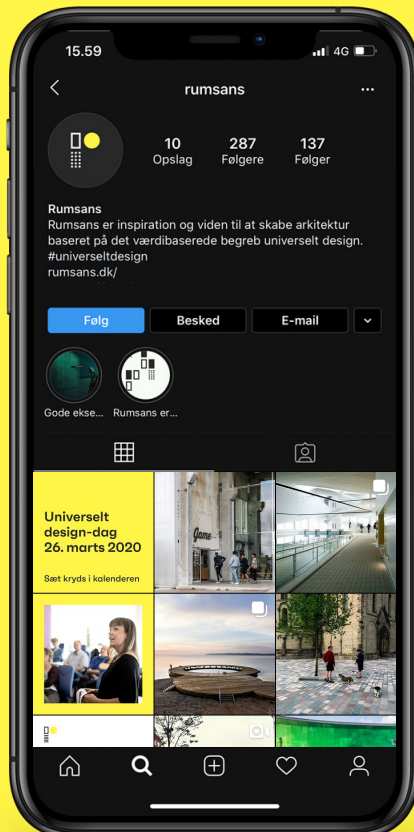 15.59
4G
rumsans
10
287
137
Opslag
Følgere
Følger
Rumsans
Rumsans er inspiration og viden til at skabe arkitektur
baseret på det værdibaserede begreb universelt design.
#universeltdesign
rumsans.dk/
Følg
Besked
E-mail
Gode ekse...
Rumsans er...
Universelt
design-dag
26. marts 2020
Sæt kryds i kalenderen
Game